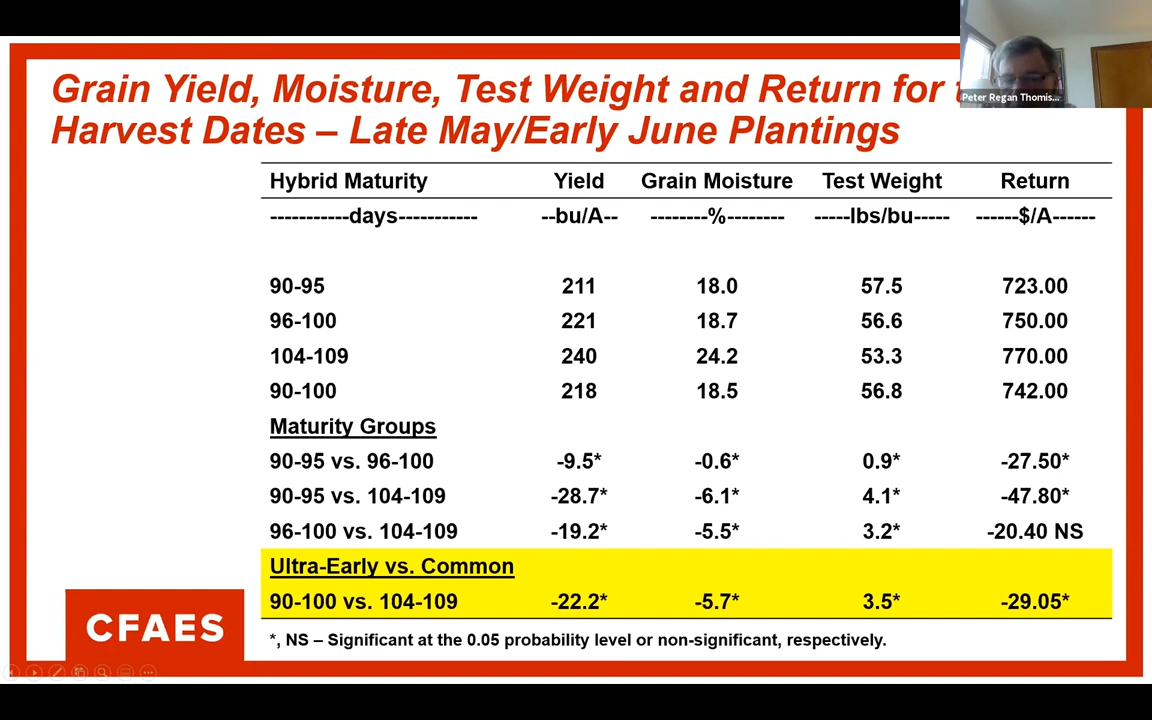 Grain Yield, Moisture, Test Weight and Return for
Harvest Dates – Late May/Early June Plantings
Peter Regan Thomis...
Hybrid Maturity Yield Grain Moisture Test Weight Return
-----------days----------- --bu/A-- --------%-------- -----lbs/bu----- ------$/A------
90-95 211 18.0 57.5 723.00
96-100 221 18.7 56.6 750.00
104-109 240 24.2 53.3 770.00
90-100 218 18.5 56.8 742.00
Maturity Groups
90-95 vs. 96-100 -9.5* -0.6* 0.9* -27.50*
90-95 vs. 104-109 -28.7* -6.1* 4.1* -47.80*
96-100 vs. 104-109 -19.2* -5.5* 3.2* -20.40 NS
Ultra-Early vs. Common
90-100 vs. 104-109 -22.2* -5.7* 3.5* -29.05*
*, NS – Significant at the 0.05 probability level or non-significant, respectively.
CFAES